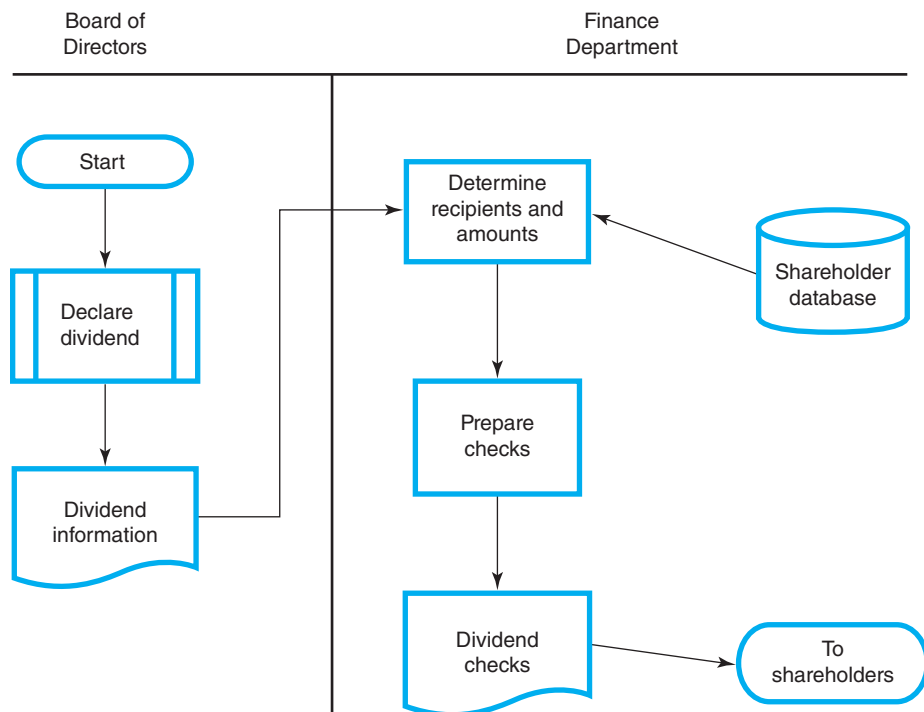 Board of
Directors
Finance
Department
Start
Declare
dividend
Dividend
information
Determine
recipients and
amounts
Shareholder
database
Prepare
checks
Dividend
checks
To
shareholders